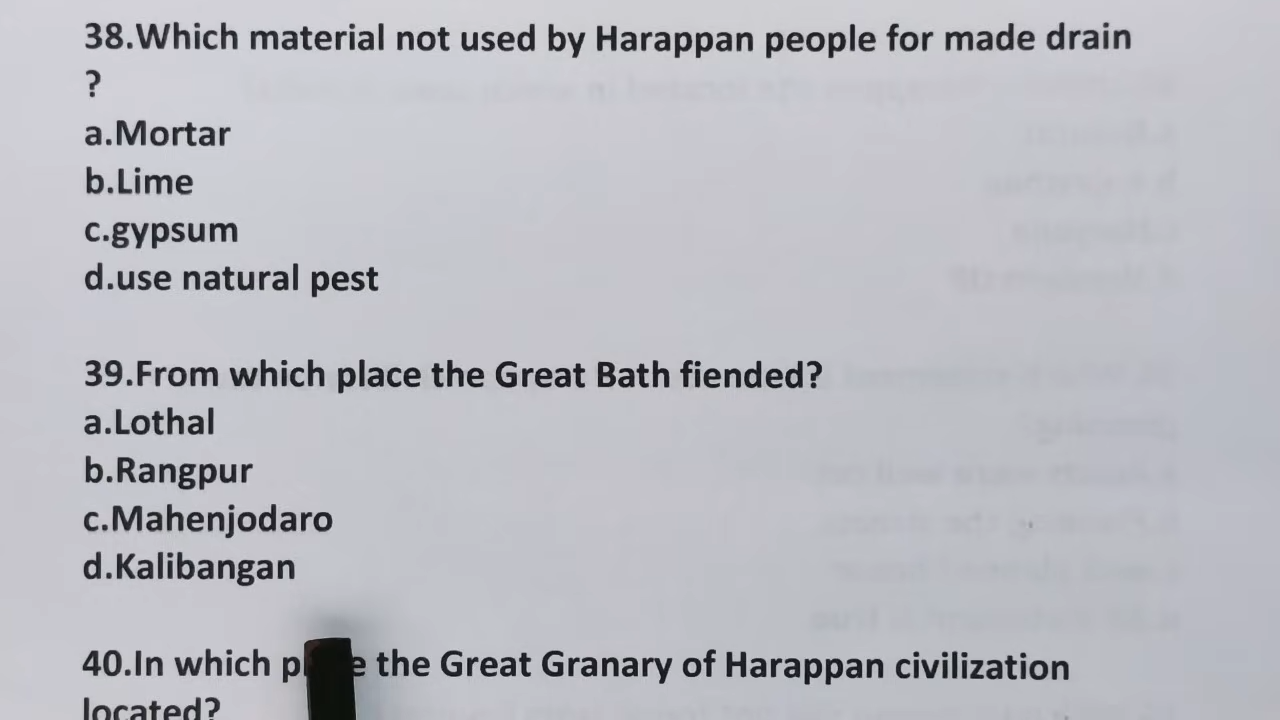 38.Which material not used by Harappan people for made drain
?
a.Mortar
b.Lime
c.gypsum
d.use natural pest
39.From which place the Great Bath fiended?
a.Lothal
b.Rangpur
c.Mahenjodaro
d.Kalibangan
40.In which the Great Granary of Harappan civilization
located?